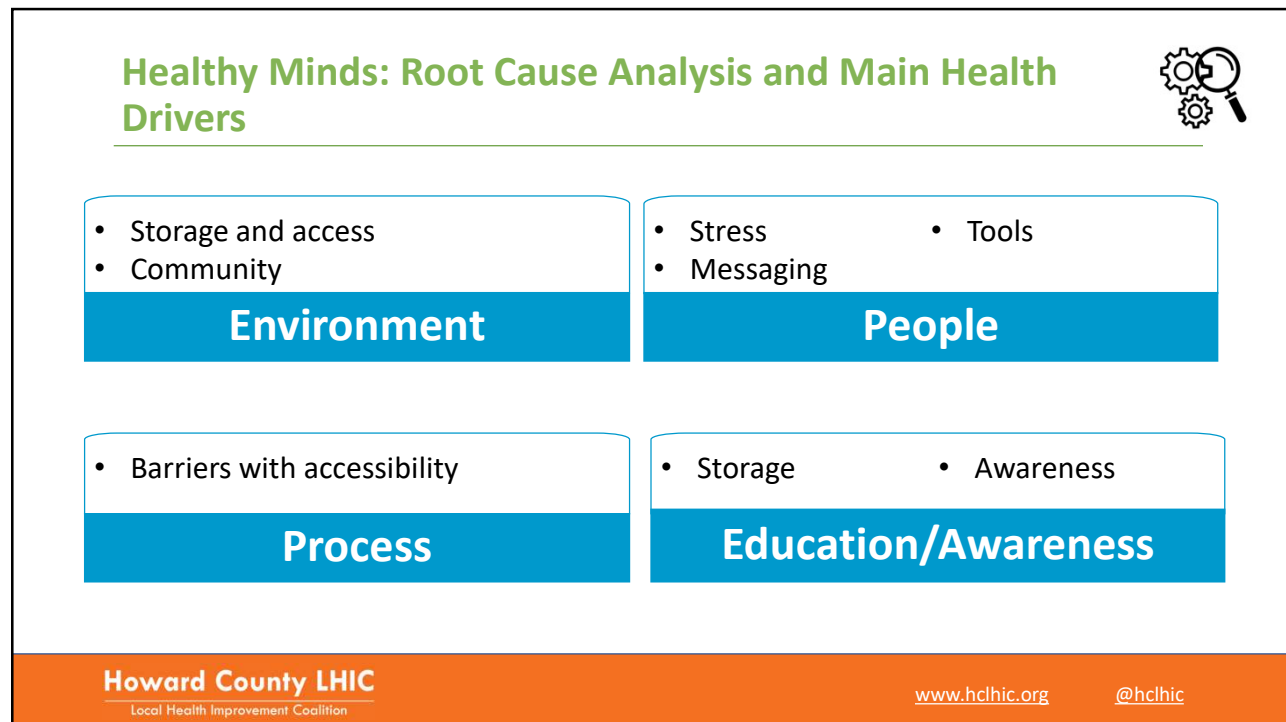 Healthy Minds: Root Cause Analysis and Main Health
Drivers
• Storage and access
• Community
Environment
• Stress
• Messaging
• Tools
People
• Barriers with accessibility
Process
• Storage
• Awareness
Education/Awareness
Howard County LHIC
Local Health Improvement Coalition
www.hclhic.org
@hclhic